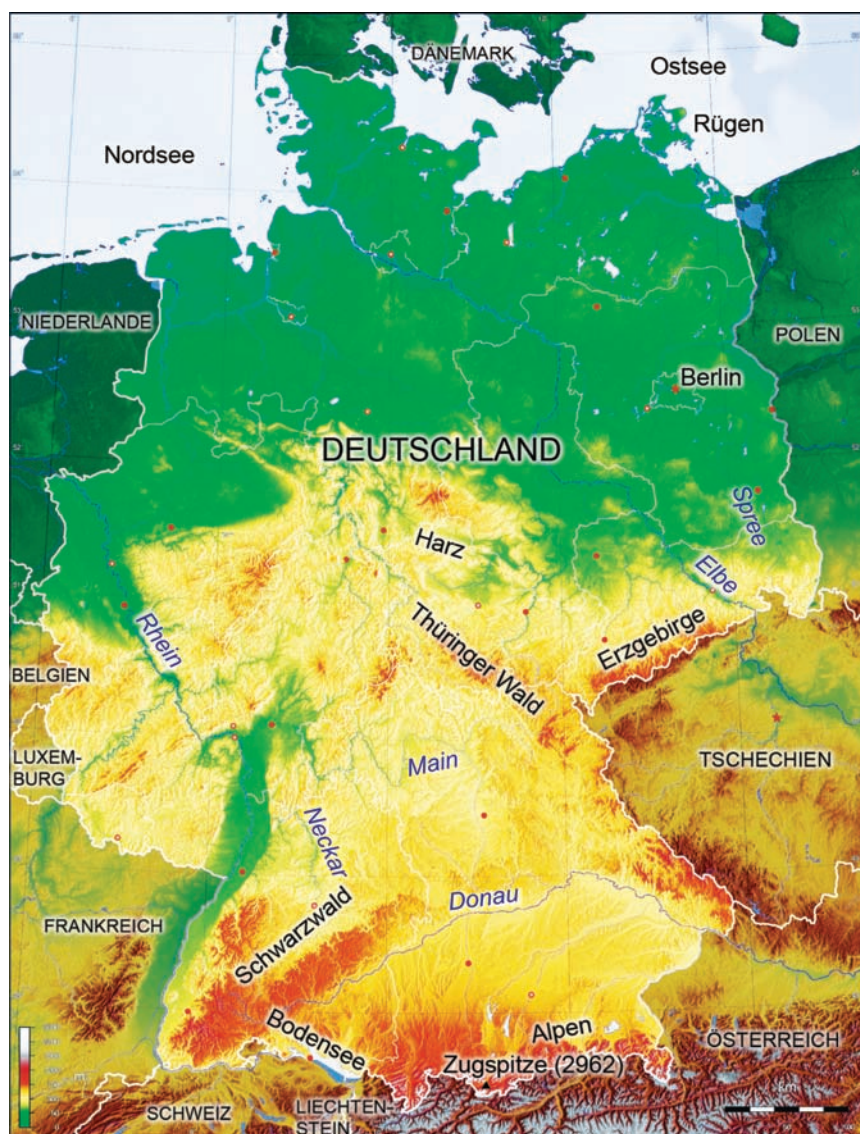 DÄNEMARK
Ostsee
Rügen
Nordsee
NIEDERLANDE
POLEN
Berlin
DEUTSCHLAND
Spree
Harz
Elbe
Rhein
Thüringer Wald
Erzgebirge
BELGIEN
LUXEM-
BURG
Main
TSCHECHIEN
Neckar
Donau
FRANKREICH
Schwarzwald
Bodensee
Alpen
ÖSTERREICH
Zugspitze (2962)
km
SCHWEIZ
LIECHTEN-
STEIN